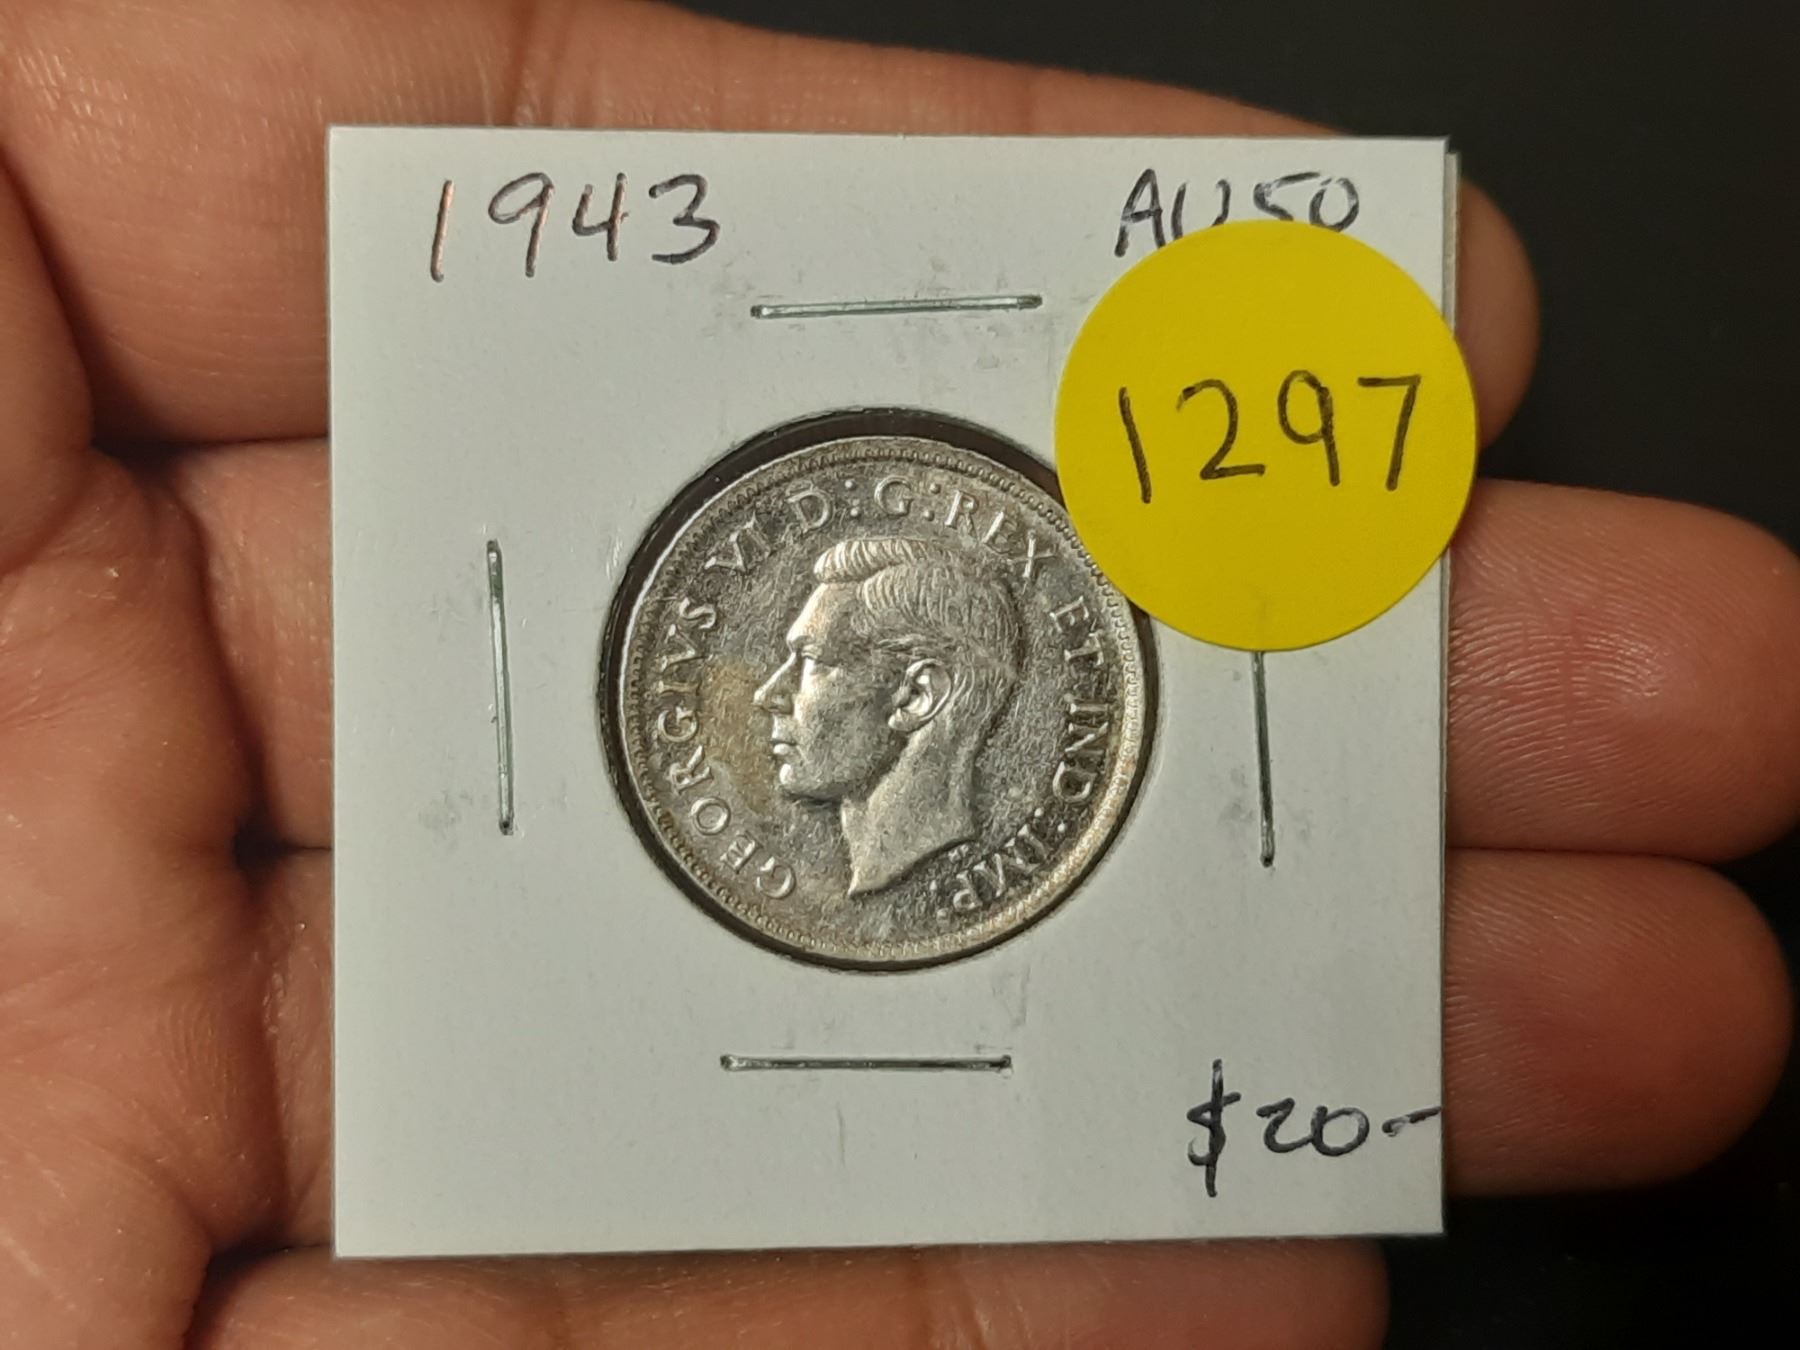 1943
AU50
1297
GEORGIVS VI D:G:REX ET IND:IMP:
$20-